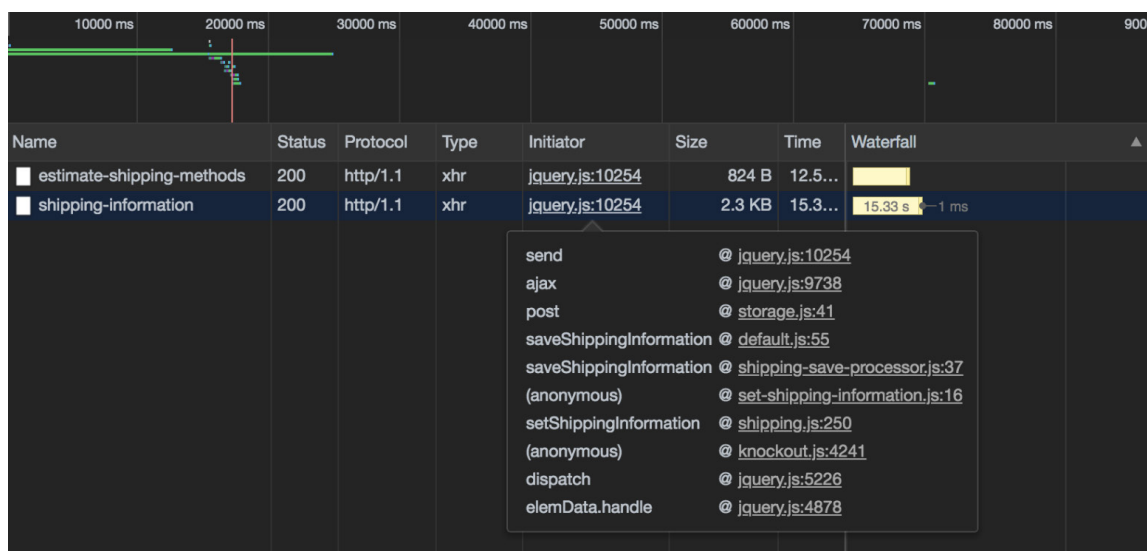 10000 ms 20000 ms 30000 ms 40000 ms 50000 ms 60000 ms 70000 ms 80000 ms 900
Name Status Protocol Type Initiator Size Time Waterfall ▲
estimate-shipping-methods 200 http/1.1 xhr jquery.js:10254 824 B 12.5...
shipping-information 200 http/1.1 xhr jquery.js:10254 2.3 KB 15.3... 15.33 s 1 ms
send @ jquery.js:10254
ajax @ jquery.js:9738
post @ storage.js:41
saveShippingInformation @ default.js:55
saveShippingInformation @ shipping-save-processor.js:37
(anonymous) @ set-shipping-information.js:16
setShippingInformation @ shipping.js:250
(anonymous) @ knockout.js:4241
dispatch @ jquery.js:5226
elemData.handle @ jquery.js:4878